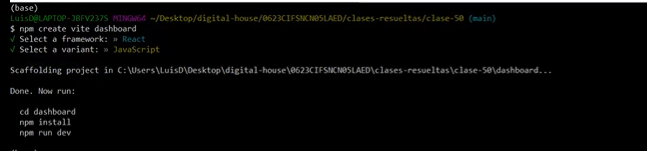 (base)
LuisD@LAPTOP-JBFV237S MINGW64 ~/Desktop/digital-house/0623CIFSNCN05LAED/clases-resueltas/clase-50 (main)
$ npm create vite dashboard
√ Select a framework: » React
√ Select a variant: » JavaScript
Scaffolding project in C:\Users\LuisD\Desktop\digital-house\0623CIFSNCN05LAED\clases-resueltas\clase-50\dashboard...
Done. Now run:
cd dashboard
npm install
npm run dev